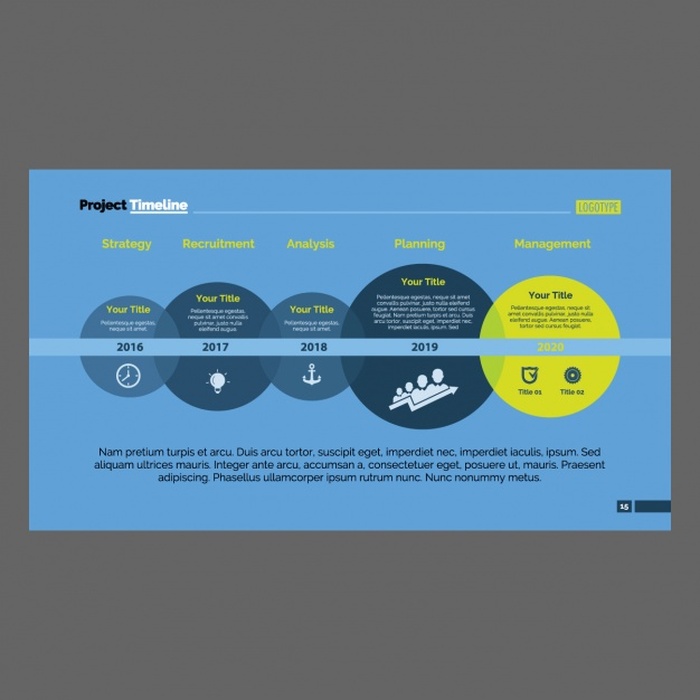 Project Timeline
LOGOTYPE
Strategy
Recruitment
Analysis
Planning
Management
Your Title
Pellentesque egestas,
neque sit amet.
2016
Your Title
Pellentesque egestas,
neque sit amet convallis
pulvinar, justo nulla
eleifend augue.
2017
Your Title
Pellentesque egestas,
neque sit amet.
2018
Your Title
Pellentesque egestas, neque sit amet
convallis pulvinar, justo nulla eleifend
augue. Aenean posuere, tortor sed cursus
feugiat. Nam pretium turpis et arcu. Duis
arcu tortor, suscipit eget, imperdiet nec,
imperdiet iaculis, ipsum. Sed
2019
Your Title
Pellentesque egestas, neque sit
amet convallis pulvinar, justo nulla
eleifend augue. Aenean posuere,
tortor sed cursus feugiat.
2020
Title 01
Title 02
Nam pretium turpis et arcu. Duis arcu tortor, suscipit eget, imperdiet nec, imperdiet iaculis, ipsum. Sed
aliquam ultrices mauris. Integer ante arcu, accumsan a, consectetuer eget, posuere ut, mauris. Praesent
adipiscing. Phasellus ullamcorper ipsum rutrum nunc. Nunc nonummy metus.
15